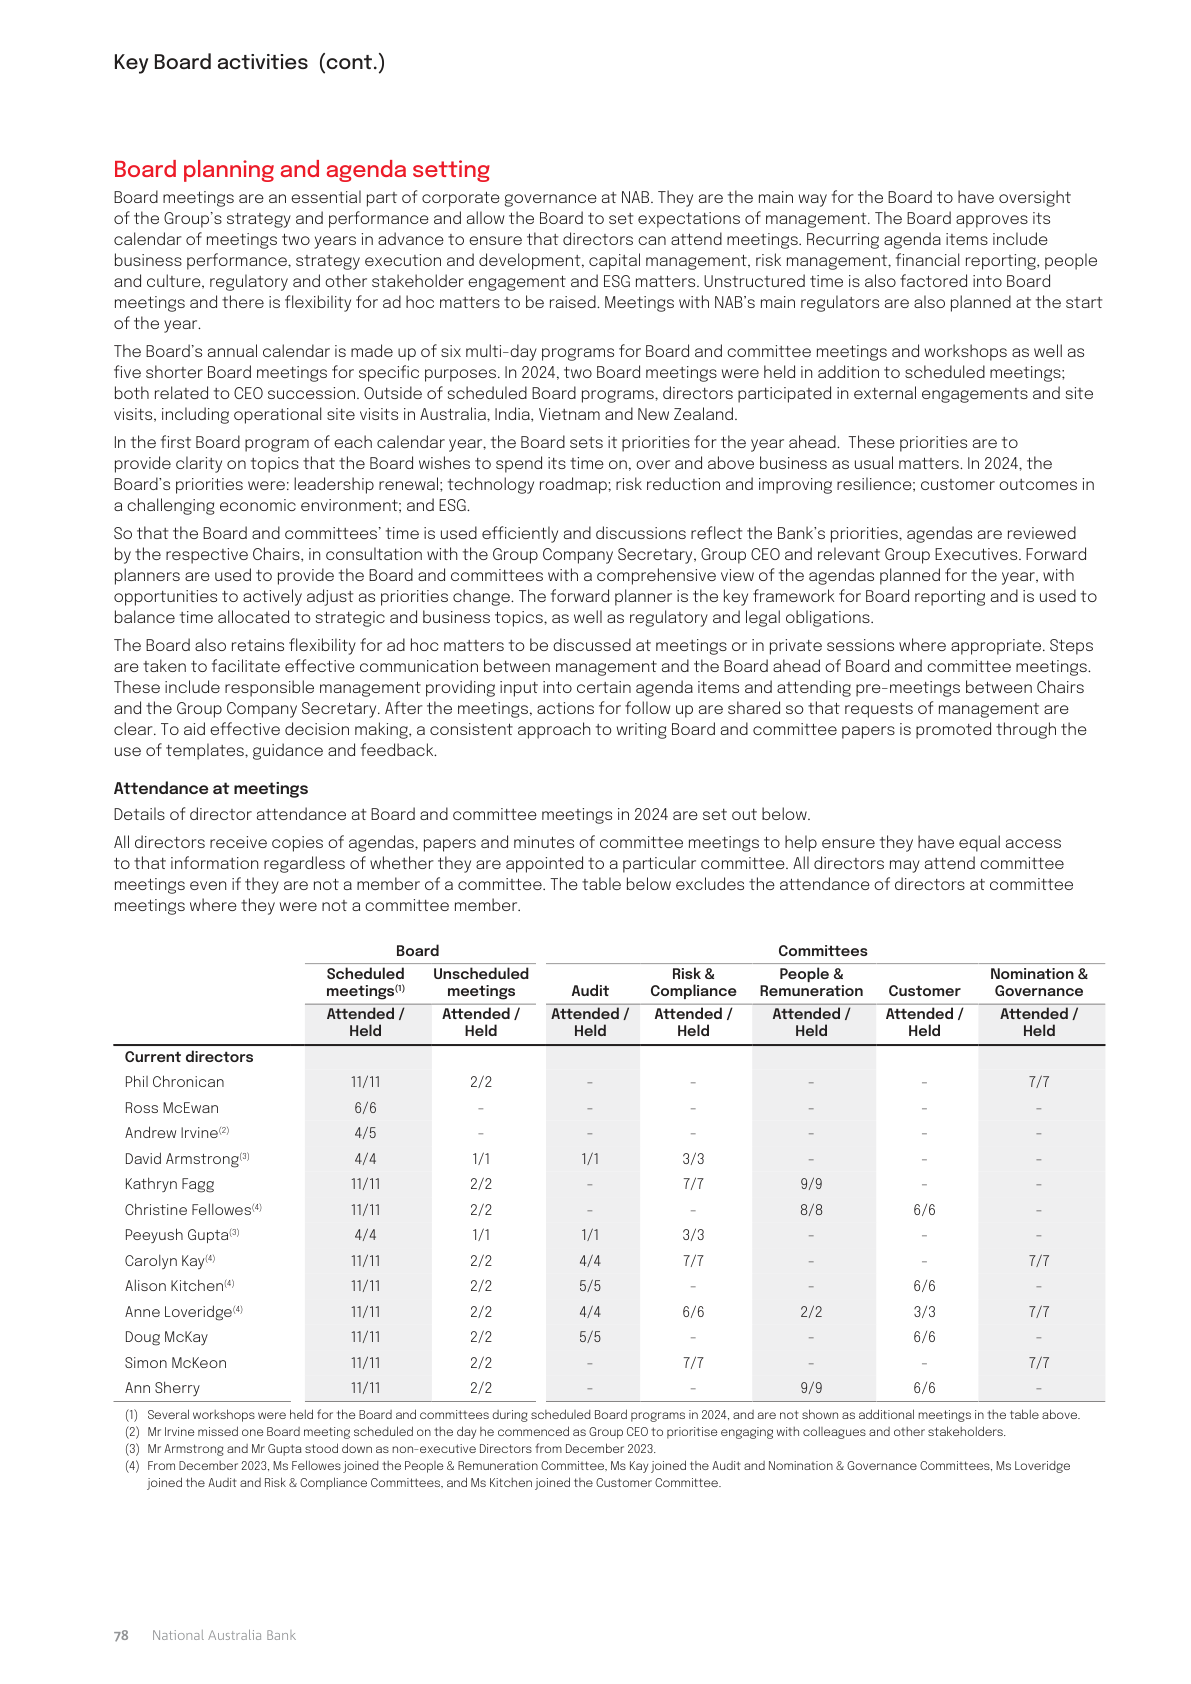 Key Board activities (cont.)
Board planning and agenda setting
Board meetings are an essential part of corporate governance at NAB. They are the main way for the Board to have oversight
of the Group's strategy and performance and allow the Board to set expectations of management. The Board approves its
calendar of meetings two years in advance to ensure that directors can attend meetings. Recurring agenda items include
business performance, strategy execution and development, capital management, risk management, financial reporting, people
and culture, regulatory and other stakeholder engagement and ESG matters. Unstructured time is also factored into Board
meetings and there is flexibility for ad hoc matters to be raised. Meetings with NAB's main regulators are also planned at the start
of the year.
The Board's annual calendar is made up of six multi-day programs for Board and committee meetings and workshops as well as
five shorter Board meetings for specific purposes. In 2024, two Board meetings were held in addition to scheduled meetings;
both related to CEO succession. Outside of scheduled Board programs, directors participated in external engagements and site
visits, including operational site visits in Australia, India, Vietnam and New Zealand.
In the first Board program of each calendar year, the Board sets it priorities for the year ahead.  These priorities are to
provide clarity on topics that the Board wishes to spend its time on, over and above business as usual matters. In 2024, the
Board's priorities were: leadership renewal; technology roadmap; risk reduction and improving resilience; customer outcomes in
a challenging economic environment; and ESG.
So that the Board and committees' time is used efficiently and discussions reflect the Bank's priorities, agendas are reviewed
by the respective Chairs, in consultation with the Group Company Secretary, Group CEO and relevant Group Executives. Forward
planners are used to provide the Board and committees with a comprehensive view of the agendas planned for the year, with
opportunities to actively adjust as priorities change. The forward planner is the key framework for Board reporting and is used to
balance time allocated to strategic and business topics, as well as regulatory and legal obligations.
The Board also retains flexibility for ad hoc matters to be discussed at meetings or in private sessions where appropriate. Steps
are taken to facilitate effective communication between management and the Board ahead of Board and committee meetings.
These include responsible management providing input into certain agenda items and attending pre-meetings between Chairs
and the Group Company Secretary. After the meetings, actions for follow up are shared so that requests of management are
clear. To aid effective decision making, a consistent approach to writing Board and committee papers is promoted through the
use of templates, guidance and feedback.
Attendance at meetings
Details of director attendance at Board and committee meetings in 2024 are set out below.
All directors receive copies of agendas, papers and minutes of committee meetings to help ensure they have equal access
to that information regardless of whether they are appointed to a particular committee. All directors may attend committee
meetings even if they are not a member of a committee. The table below excludes the attendance of directors at committee
meetings where they were not a committee member.
Board Committees
Scheduled Unscheduled Risk & People & Nomination &
meetings(1) meetings Audit Compliance Remuneration Customer Governance
Attended / Attended / Attended / Attended / Attended / Attended / Attended /
Held Held Held Held Held Held Held
Current directors
Phil Chronican 11/11 2/2 – – – – 7/7
Ross McEwan 6/6 – – – – – –
Andrew Irvine(2) 4/5 – – – – – –
David Armstrong(3) 4/4 1/1 1/1 3/3 – – –
Kathryn Fagg 11/11 2/2 – 7/7 9/9 – –
Christine Fellowes(4) 11/11 2/2 – – 8/8 6/6 –
Peeyush Gupta(3) 4/4 1/1 1/1 3/3 – – –
Carolyn Kay(4) 11/11 2/2 4/4 7/7 – – 7/7
Alison Kitchen(4) 11/11 2/2 5/5 – – 6/6 –
Anne Loveridge(4) 11/11 2/2 4/4 6/6 2/2 3/3 7/7
Doug McKay 11/11 2/2 5/5 – – 6/6 –
Simon McKeon 11/11 2/2 – 7/7 – – 7/7
Ann Sherry 11/11 2/2 – – 9/9 6/6 –
(1) Several workshops were held for the Board and committees during scheduled Board programs in 2024, and are not shown as additional meetings in the table above.
(2) Mr Irvine missed one Board meeting scheduled on the day he commenced as Group CEO to prioritise engaging with colleagues and other stakeholders.
(3) Mr Armstrong and Mr Gupta stood down as non-executive Directors from December 2023.
(4) From December 2023, Ms Fellowes joined the People & Remuneration Committee, Ms Kay joined the Audit and Nomination & Governance Committees, Ms Loveridge
joined the Audit and Risk & Compliance Committees, and Ms Kitchen joined the Customer Committee.
78 National Australia Bank